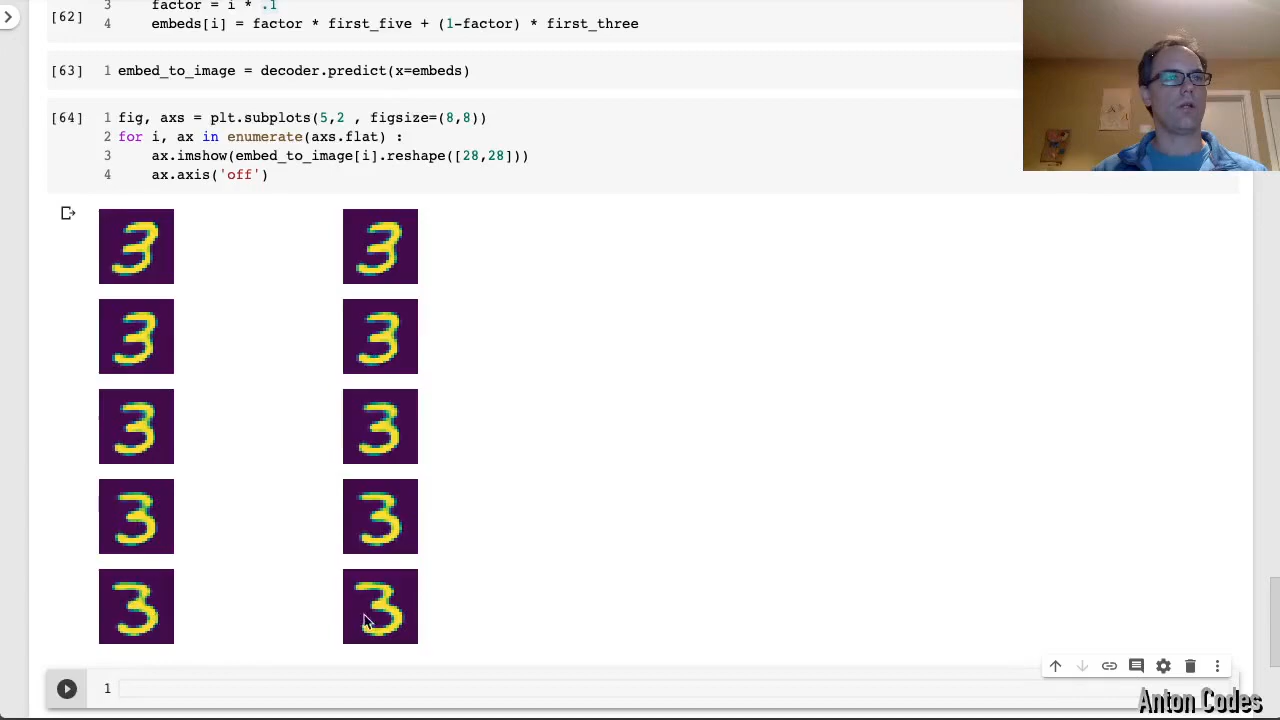 3 factor = i * .1
[62] 4 embeds[i] = factor * first_five + (1-factor) * first_three
[63] 1 embed_to_image = decoder.predict(x=embeds)
[64] 1 fig, axs = plt.subplots(5,2 , figsize=(8,8))
2 for i, ax in enumerate(axs.flat) :
3 ax.imshow(embed_to_image[i].reshape([28,28]))
4 ax.axis('off')
3 3
3 3
3 3
3 3
3 3
1
Anton Codes